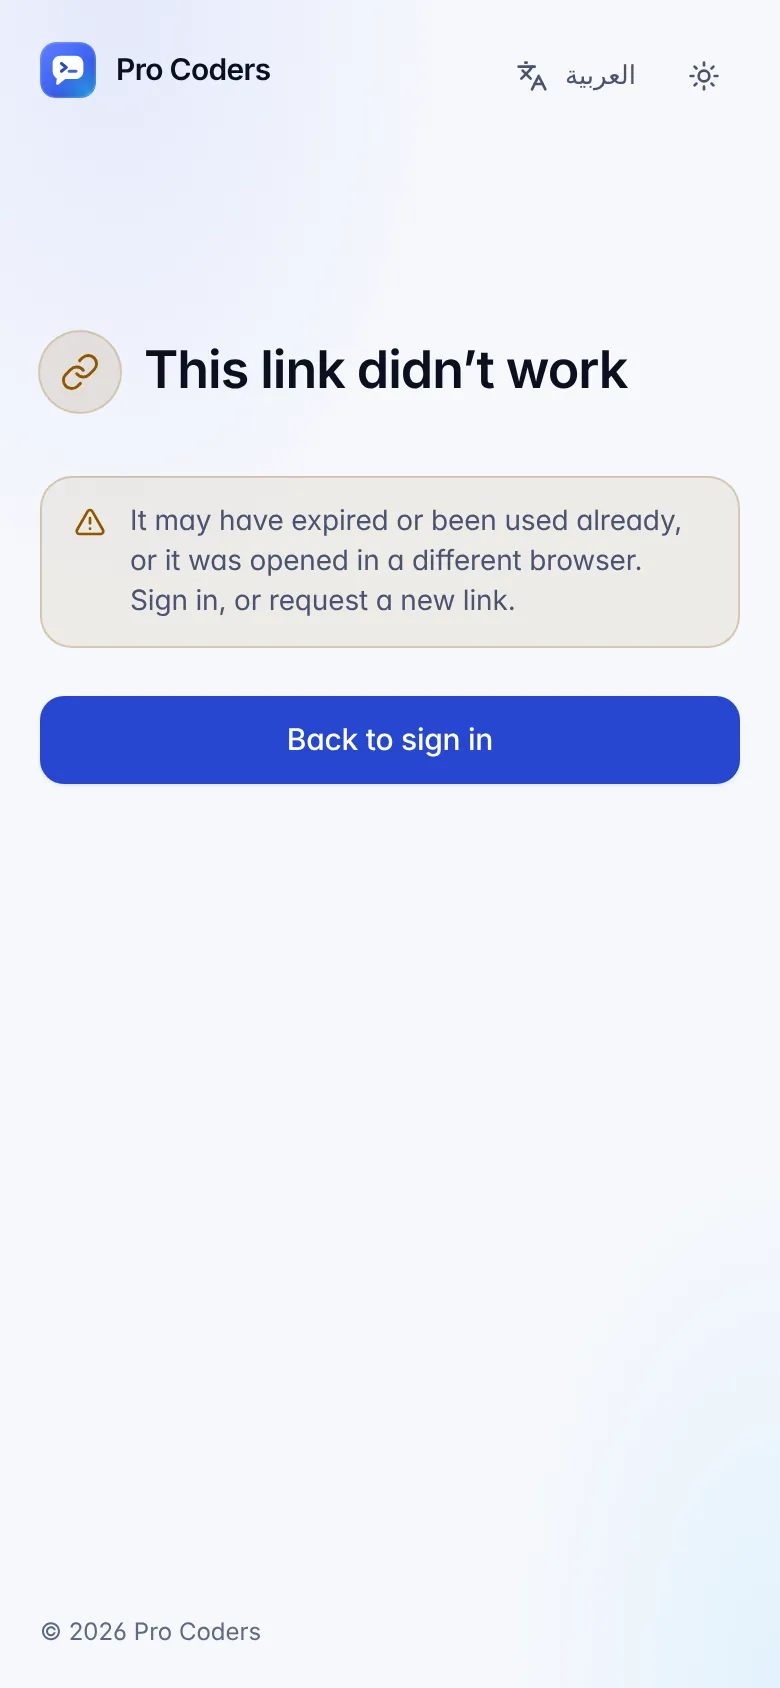 Pro Coders
العربية
This link didn’t work
It may have expired or been used already,
or it was opened in a different browser.
Sign in, or request a new link.
Back to sign in
© 2026 Pro Coders